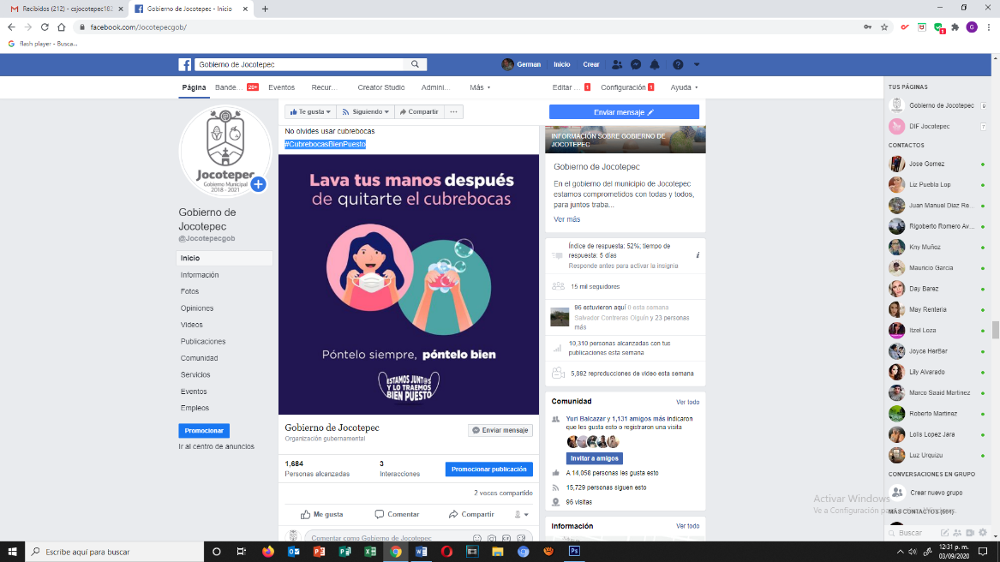 Recibidos (212) - csjocotepec182
Gobierno de Jocotepec - Inicio
facebook.com/Jocotepecgob/
flash player - Busca...
Gobierno de Jocotepec
German
Inicio
Crear
Página
Bande...
20+
Eventos
Recur...
Creator Studio
Admini...
Más
Editar ...
1
Configuración
1
Ayuda
Jocotepec
Gobierno Municipal
2018 - 2021
Gobierno de
Jocotepec
@Jocotepecgob
Inicio
Información
Fotos
Opiniones
Videos
Publicaciones
Comunidad
Servicios
Eventos
Empleos
Promocionar
Ir al centro de anuncios
Te gusta
Siguiendo
Compartir
No olvides usar cubrebocas
#CubrebocasBienPuesto
Lava tus manos después
de quitarte el cubrebocas
Póntelo siempre, póntelo bien
ESTAMOS JUNT@S
Y LO TRAEMOS
BIEN PUESTO
Gobierno de Jocotepec
Organización gubernamental
Enviar mensaje
1,684
Personas alcanzadas
3
Interacciones
Promocionar publicación
2 veces compartido
Me gusta
Comentar
Compartir
Comentar como Gobierno de Jocotepec
Enviar mensaje
INFORMACIÓN SOBRE GOBIERNO DE
JOCOTEPEC
Gobierno de Jocotepec
En el gobierno del municipio de Jocotepec
estamos comprometidos con todas y todos,
para juntos traba...
Ver más
Índice de respuesta: 52%; tiempo de
respuesta: 5 días
Responde antes para activar la insignia
15 mil seguidores
96 estuvieron aquí 0 esta semana
Salvador Contreras Olguín y 23 personas
más
10,310 personas alcanzadas con tus
publicaciones esta semana
5,892 reproducciones de video esta semana
Comunidad
Ver todo
Yuri Balcazar y 1,131 amigos más indicaron
que les gusta esto o registraron una visita
Invitar a amigos
A 14,058 personas les gusta esto
15,729 personas siguen esto
96 visitas
Información
Ver todo
TUS PÁGINAS
Gobierno de Jocotepec
9
DIF Jocotepec
7
CONTACTOS
Jose Gomez
Liz Puebla Lop
Juan Manuel Diaz Re...
Rigoberto Romero Av...
Kny Muñoz
Mauricio Garcia
Day Barez
May Renteria
Itzel Loza
Joyce HerBer
Lily Alvarado
Marco Saaid Martinez
Roberto Martinez
Lolis Lopez Jara
Luz Urquizu
CONVERSACIONES EN GRUPO
Crear nuevo grupo
MÁS CONTACTOS (691)
Buscar
Activar Windows
Ve a Configuración para activar Windows.
Escribe aquí para buscar
12:31 p. m.
03/09/2020